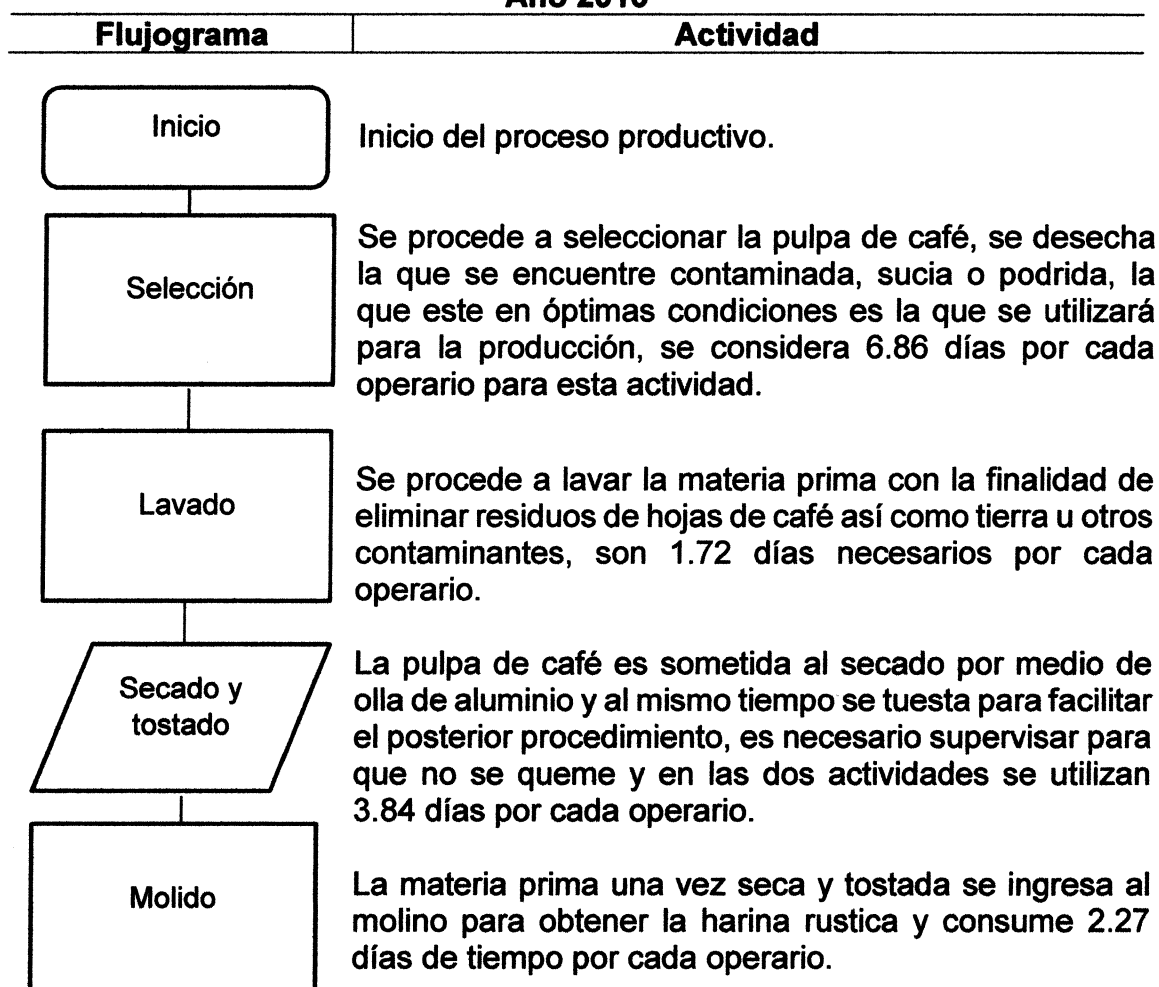 Flujograma
Actividad
Inicio
Inicio del proceso productivo.
Selección
Se procede a seleccionar la pulpa de café, se desecha
la que se encuentre contaminada, sucia o podrida, la
que este en óptimas condiciones es la que se utilizará
para la producción, se considera 6.86 días por cada
operario para esta actividad.
Lavado
Se procede a lavar la materia prima con la finalidad de
eliminar residuos de hojas de café así como tierra u otros
contaminantes, son 1.72 días necesarios por cada
operario.
Secado y
tostado
La pulpa de café es sometida al secado por medio de
olla de aluminio y al mismo tiempo se tuesta para facilitar
el posterior procedimiento, es necesario supervisar para
que no se queme y en las dos actividades se utilizan
3.84 días por cada operario.
Molido
La materia prima una vez seca y tostada se ingresa al
molino para obtener la harina rustica y consume 2.27
días de tiempo por cada operario.